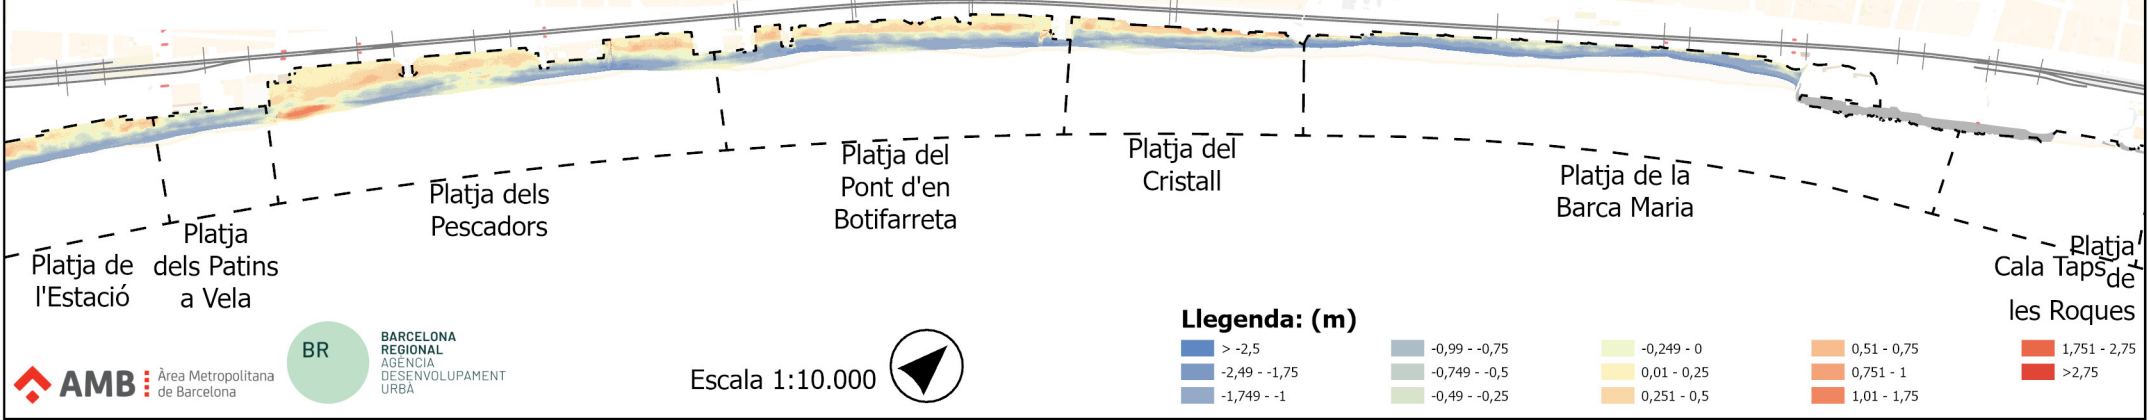 Platja de
l'Estació
Platja
dels Patins
a Vela
Platja dels
Pescadors
Platja del
Pont d'en
Botifarreta
Platja del
Cristall
Platja de la
Barca Maria
Cala Taps
Platja
de
les Roques
AMB
Àrea Metropolitana
de Barcelona
BR
BARCELONA
REGIONAL
AGÈNCIA
DESENVOLUPAMENT
URBÀ
Escala 1:10.000
Llegenda: (m)
> -2,5
-2,49 - -1,75
-1,749 - -1
-0,99 - -0,75
-0,749 - -0,5
-0,49 - -0,25
-0,249 - 0
0,01 - 0,25
0,251 - 0,5
0,51 - 0,75
0,751 - 1
1,01 - 1,75
1,751 - 2,75
>2,75